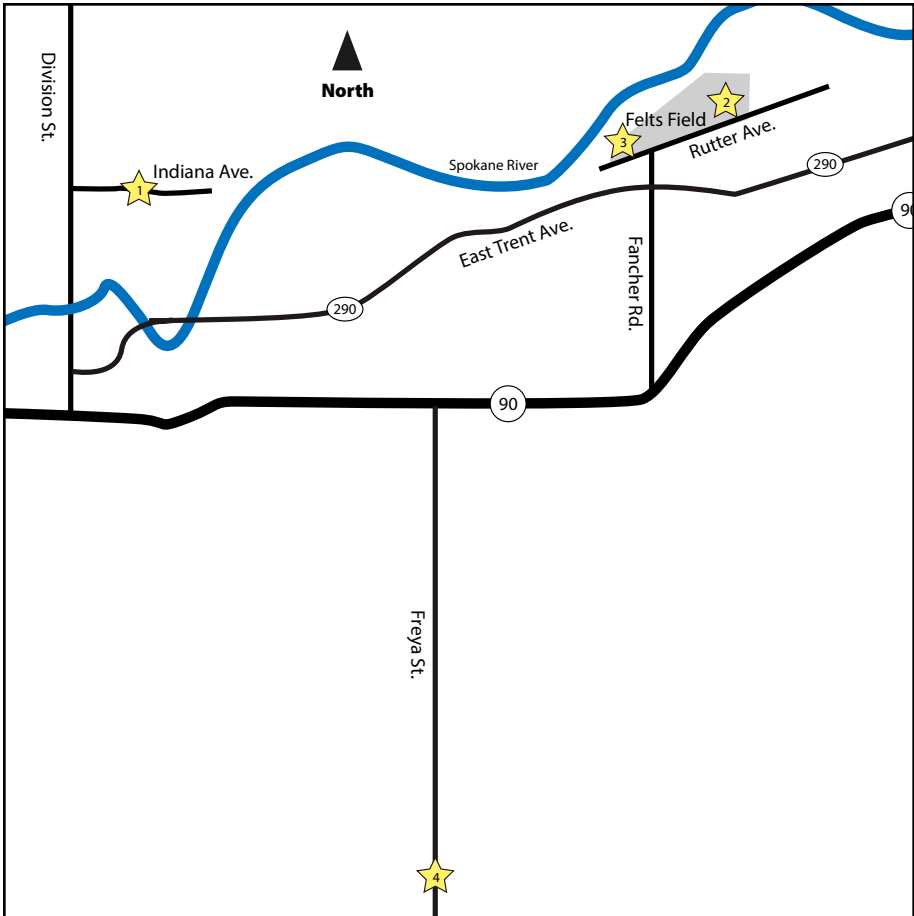 Division St.
North
2
Felts Field
3
Rutter Ave.
Indiana Ave.
1
Spokane River
290
90
East Trent Ave.
Fancher Rd.
290
90
Freya St.
4